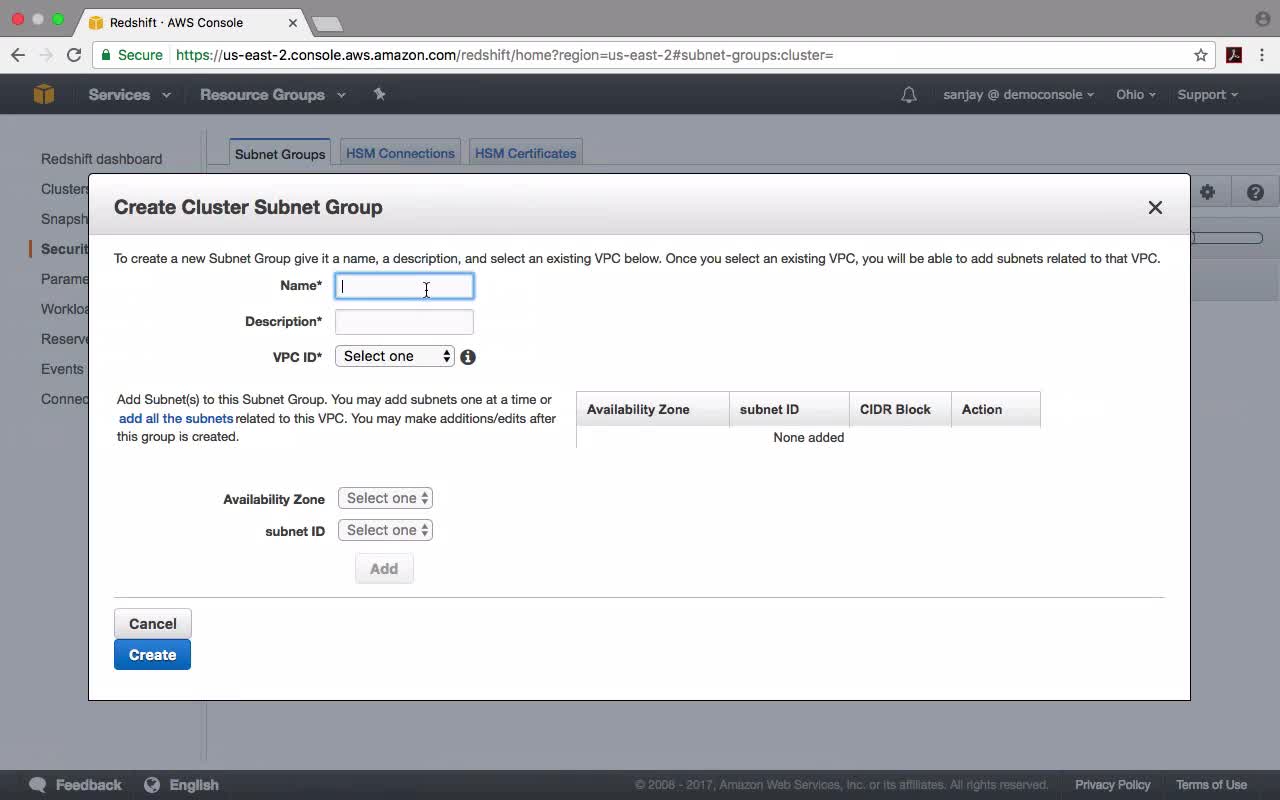 Redshift · AWS Console
Secure https://us-east-2.console.aws.amazon.com/redshift/home?region=us-east-2#subnet-groups:cluster=
Services Resource Groups sanjay @ democonsole Ohio Support
Redshift dashboard
Subnet Groups HSM Connections HSM Certificates
Clusters
Snapsh
Securit
Parame
Workloa
Reserve
Events
Connec
Create Cluster Subnet Group
To create a new Subnet Group give it a name, a description, and select an existing VPC below. Once you select an existing VPC, you will be able to add subnets related to that VPC.
Name*
Description*
VPC ID* Select one
Add Subnet(s) to this Subnet Group. You may add subnets one at a time or
add all the subnets related to this VPC. You may make additions/edits after
this group is created.
Availability Zone subnet ID CIDR Block Action
None added
Availability Zone Select one
subnet ID Select one
Add
Cancel
Create
Feedback English © 2008 - 2017, Amazon Web Services, Inc. or its affiliates. All rights reserved. Privacy Policy Terms of Use